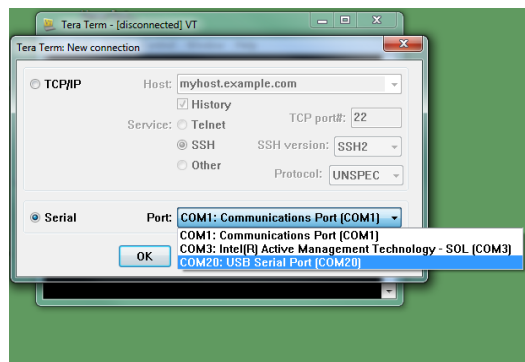 Tera Term - [disconnected] VT
Tera Term: New connection
TCP/IP
Host: myhost.example.com
History
Service: Telnet
TCP port#: 22
SSH
SSH version: SSH2
Other
Protocol: UNSPEC
Serial
Port: COM1: Communications Port (COM1)
COM1: Communications Port (COM1)
COM3: Intel(R) Active Management Technology - SOL (COM3)
COM20: USB Serial Port (COM20)
OK